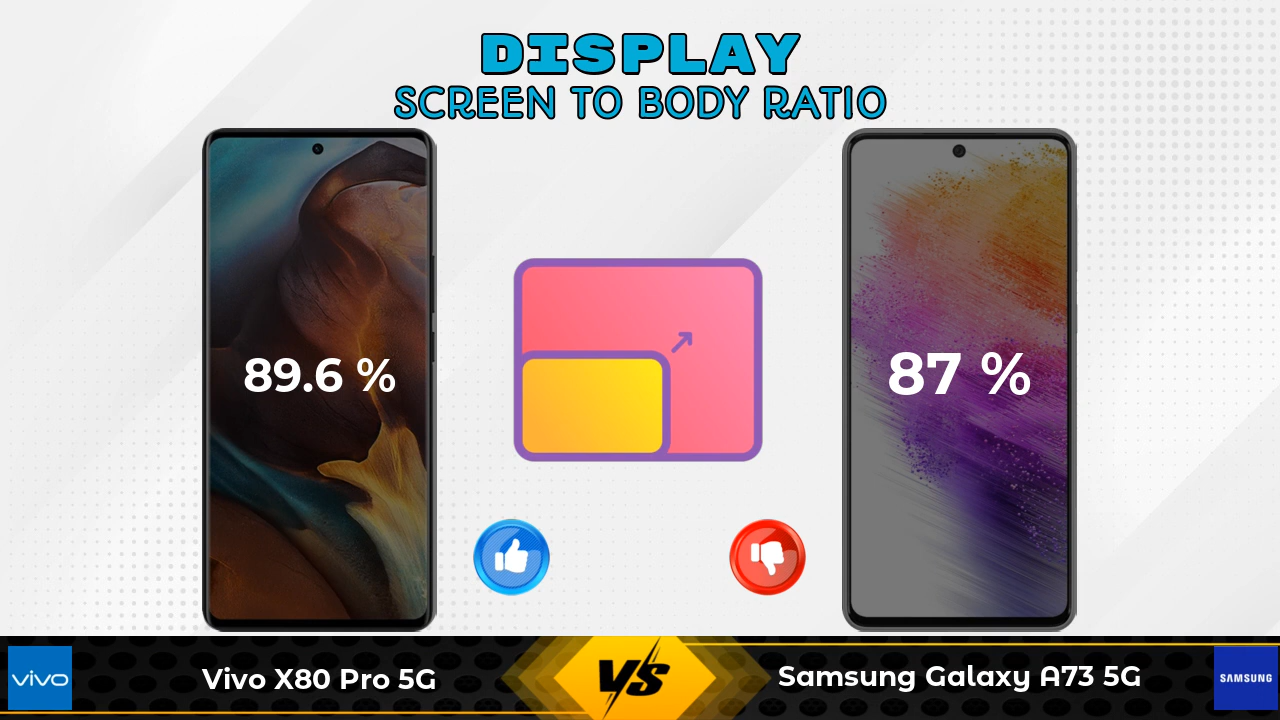 DISPLAY
SCREEN TO BODY RATIO
89.6 %
87 %
vivo
Vivo X80 Pro 5G
VS
Samsung Galaxy A73 5G
SAMSUNG